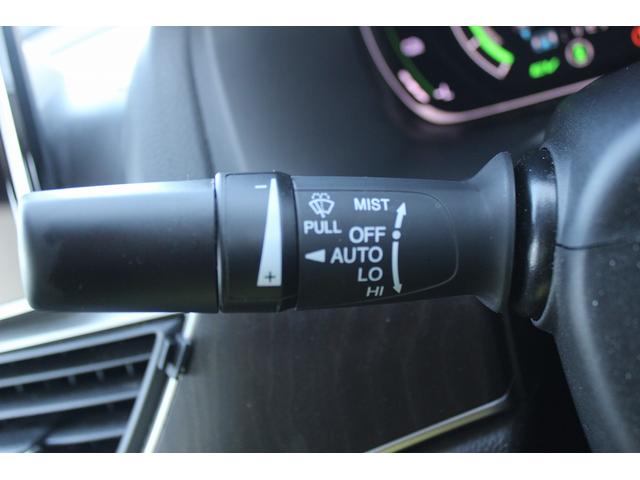 MIST
PULL
OFF
AUTO
LO
HI
− +